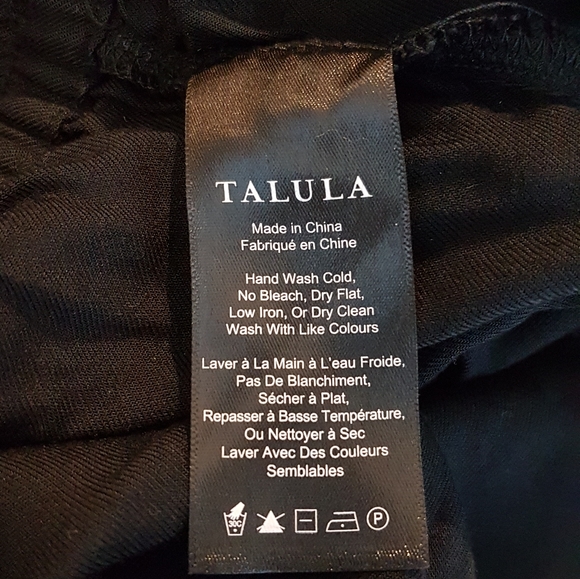 TALULA
Made in China
Fabriqué en Chine
Hand Wash Cold,
No Bleach, Dry Flat,
Low Iron, Or Dry Clean
Wash With Like Colours
Laver à La Main à L'eau Froide,
Pas De Blanchiment,
Sécher à Plat,
Repasser à Basse Température,
Ou Nettoyer à Sec
Laver Avec Des Couleurs
Semblables
30C P